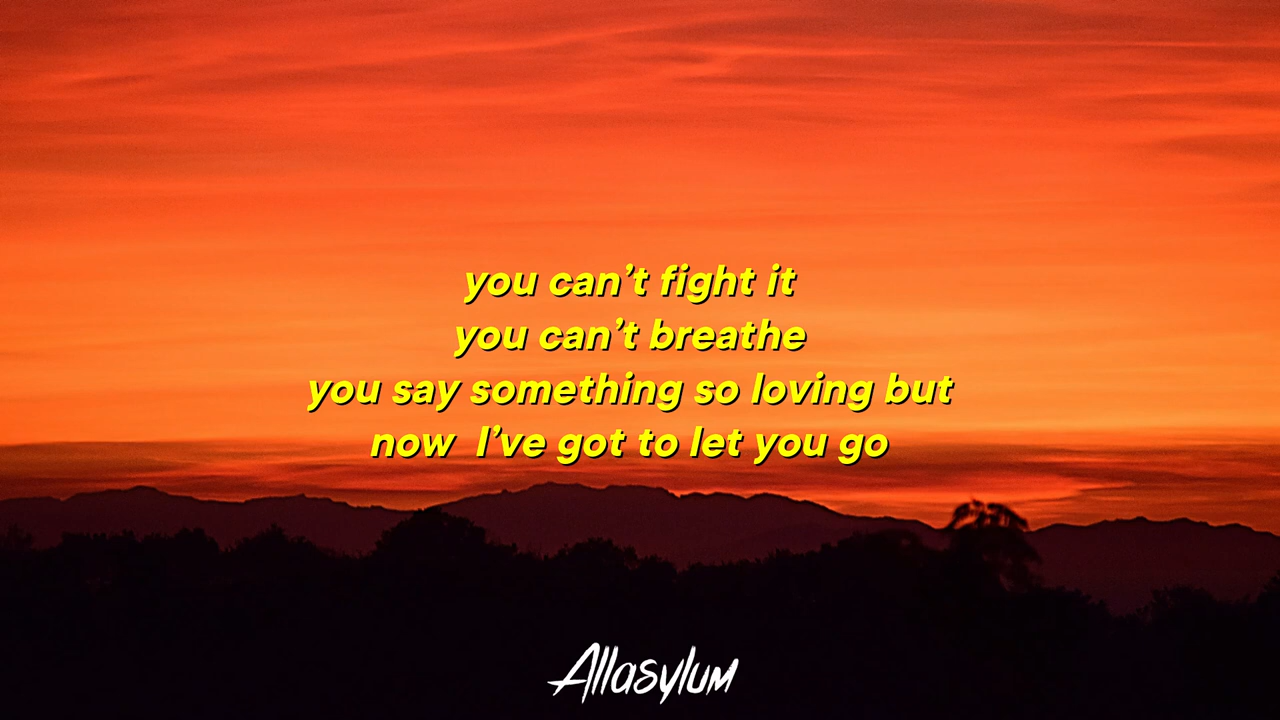 you can’t fight it
you can’t breathe
you say something so loving but
now  I’ve got to let you go
Allasylum